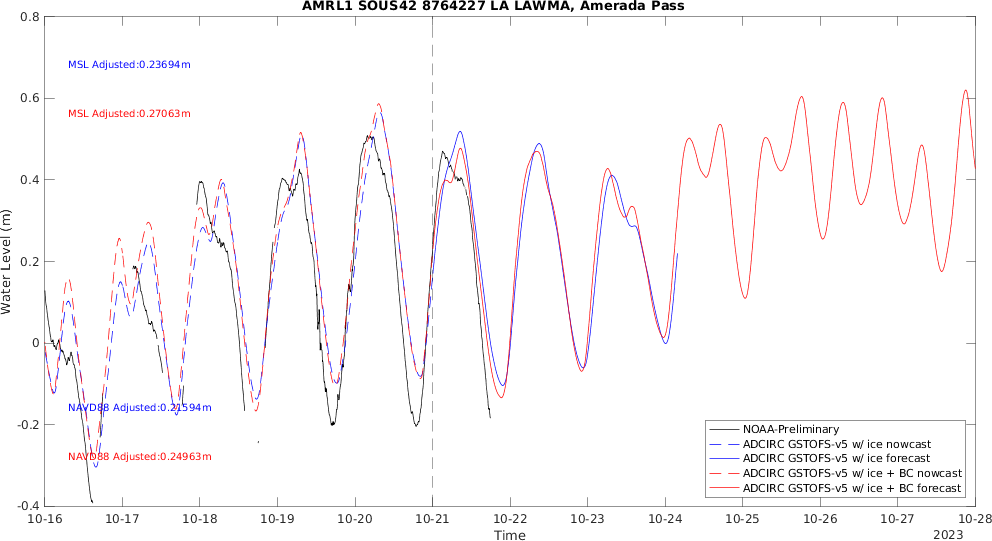 AMRL1 SOUS42 8764227 LA LAWMA, Amerada Pass
0.8
0.6
0.4
0.2
0
-0.2
-0.4
Water Level (m)
MSL Adjusted:0.23694m
MSL Adjusted:0.27063m
NAVD88 Adjusted:0.21594m
NAVD88 Adjusted:0.24963m
NOAA-Preliminary
ADCIRC GSTOFS-v5 w/ ice nowcast
ADCIRC GSTOFS-v5 w/ ice forecast
ADCIRC GSTOFS-v5 w/ ice + BC nowcast
ADCIRC GSTOFS-v5 w/ ice + BC forecast
10-16 10-17 10-18 10-19 10-20 10-21 10-22 10-23 10-24 10-25 10-26 10-27 10-28
Time
2023